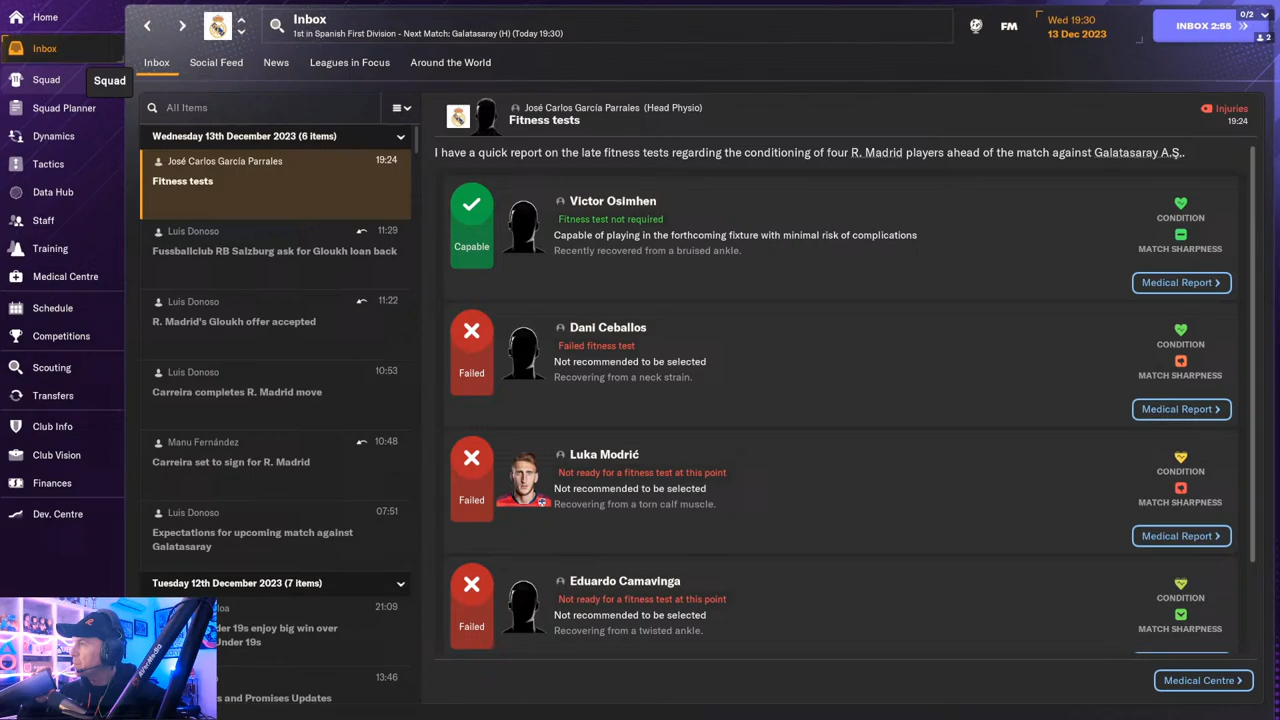 Home
Inbox
Squad
Squad
Squad Planner
Dynamics
Tactics
Data Hub
Staff
Training
Medical Centre
Schedule
Competitions
Scouting
Transfers
Club Info
Club Vision
Finances
Dev. Centre
Inbox
1st in Spanish First Division - Next Match: Galatasaray (H) (Today 19:30)
FM
Wed 19:30
13 Dec 2023
0/2
INBOX 2:55
2
Inbox Social Feed News Leagues in Focus Around the World
All Items
Wednesday 13th December 2023 (6 items)
José Carlos García Parrales 19:24
Fitness tests
Luis Donoso 11:29
Fussballclub RB Salzburg ask for Gloukh loan back
Luis Donoso 11:22
R. Madrid's Gloukh offer accepted
Luis Donoso 10:53
Carreira completes R. Madrid move
Manu Fernández 10:48
Carreira set to sign for R. Madrid
Luis Donoso 07:51
Expectations for upcoming match against
Galatasaray
Tuesday 12th December 2023 (7 items)
loa 21:09
der 19s enjoy big win over
Under 19s
13:46
s and Promises Updates
José Carlos García Parrales (Head Physio)
Fitness tests
Injuries
19:24
I have a quick report on the late fitness tests regarding the conditioning of four R. Madrid players ahead of the match against Galatasaray A.Ş..
Capable
Victor Osimhen
Fitness test not required
Capable of playing in the forthcoming fixture with minimal risk of complications
Recently recovered from a bruised ankle.
CONDITION
MATCH SHARPNESS
Medical Report
Failed
Dani Ceballos
Failed fitness test
Not recommended to be selected
Recovering from a neck strain.
CONDITION
MATCH SHARPNESS
Medical Report
Failed
Luka Modrić
Not ready for a fitness test at this point
Not recommended to be selected
Recovering from a torn calf muscle.
CONDITION
MATCH SHARPNESS
Medical Report
Failed
Eduardo Camavinga
Not ready for a fitness test at this point
Not recommended to be selected
Recovering from a twisted ankle.
CONDITION
MATCH SHARPNESS
Medical Centre
AVerMedia